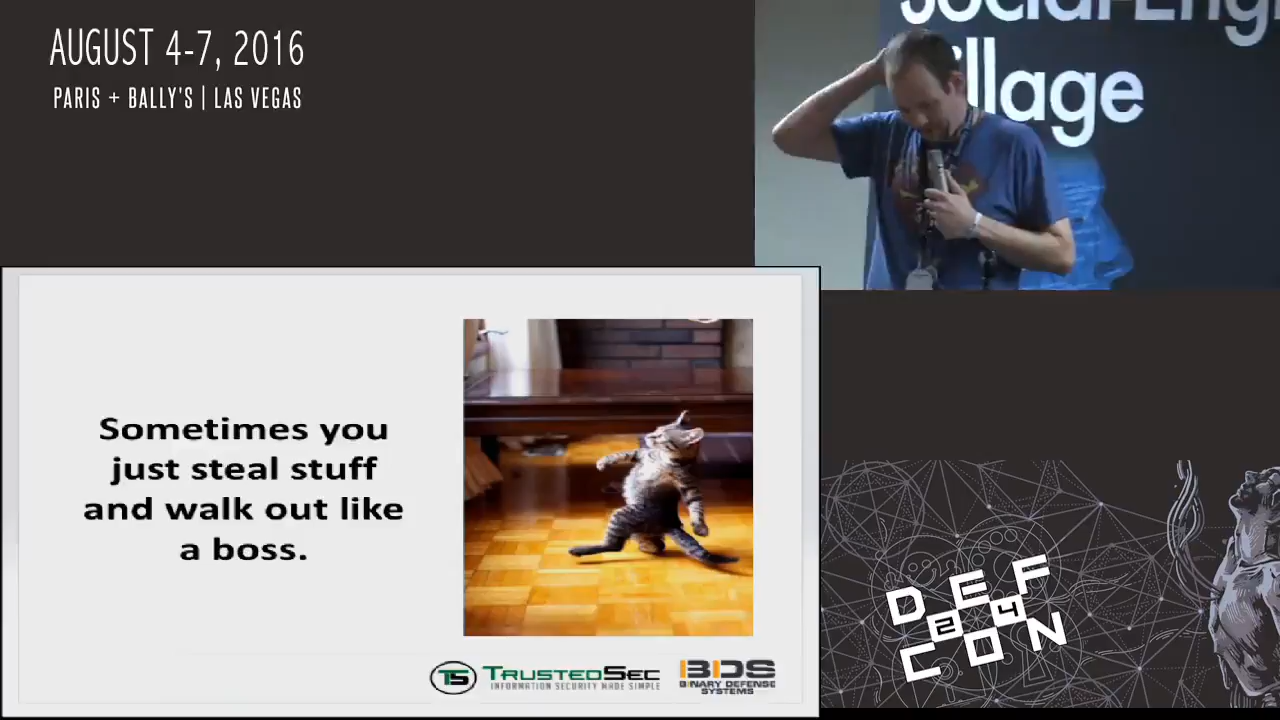 AUGUST 4-7, 2016
PARIS + BALLY'S | LAS VEGAS
Social-Engi
illage
Sometimes you
just steal stuff
and walk out like
a boss.
TS TRUSTEDSEC
INFORMATION SECURITY MADE SIMPLE
BDS
BINARY DEFENSE
SYSTEMS
DEF
24
CON